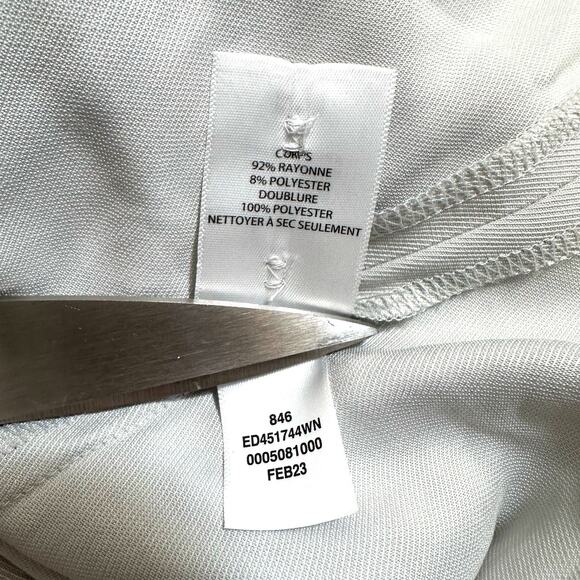 CORPS
92% RAYONNE
8% POLYESTER
DOUBLURE
100% POLYESTER
NETTOYER À SEC SEULEMENT
846
ED451744WN
0005081000
FEB23